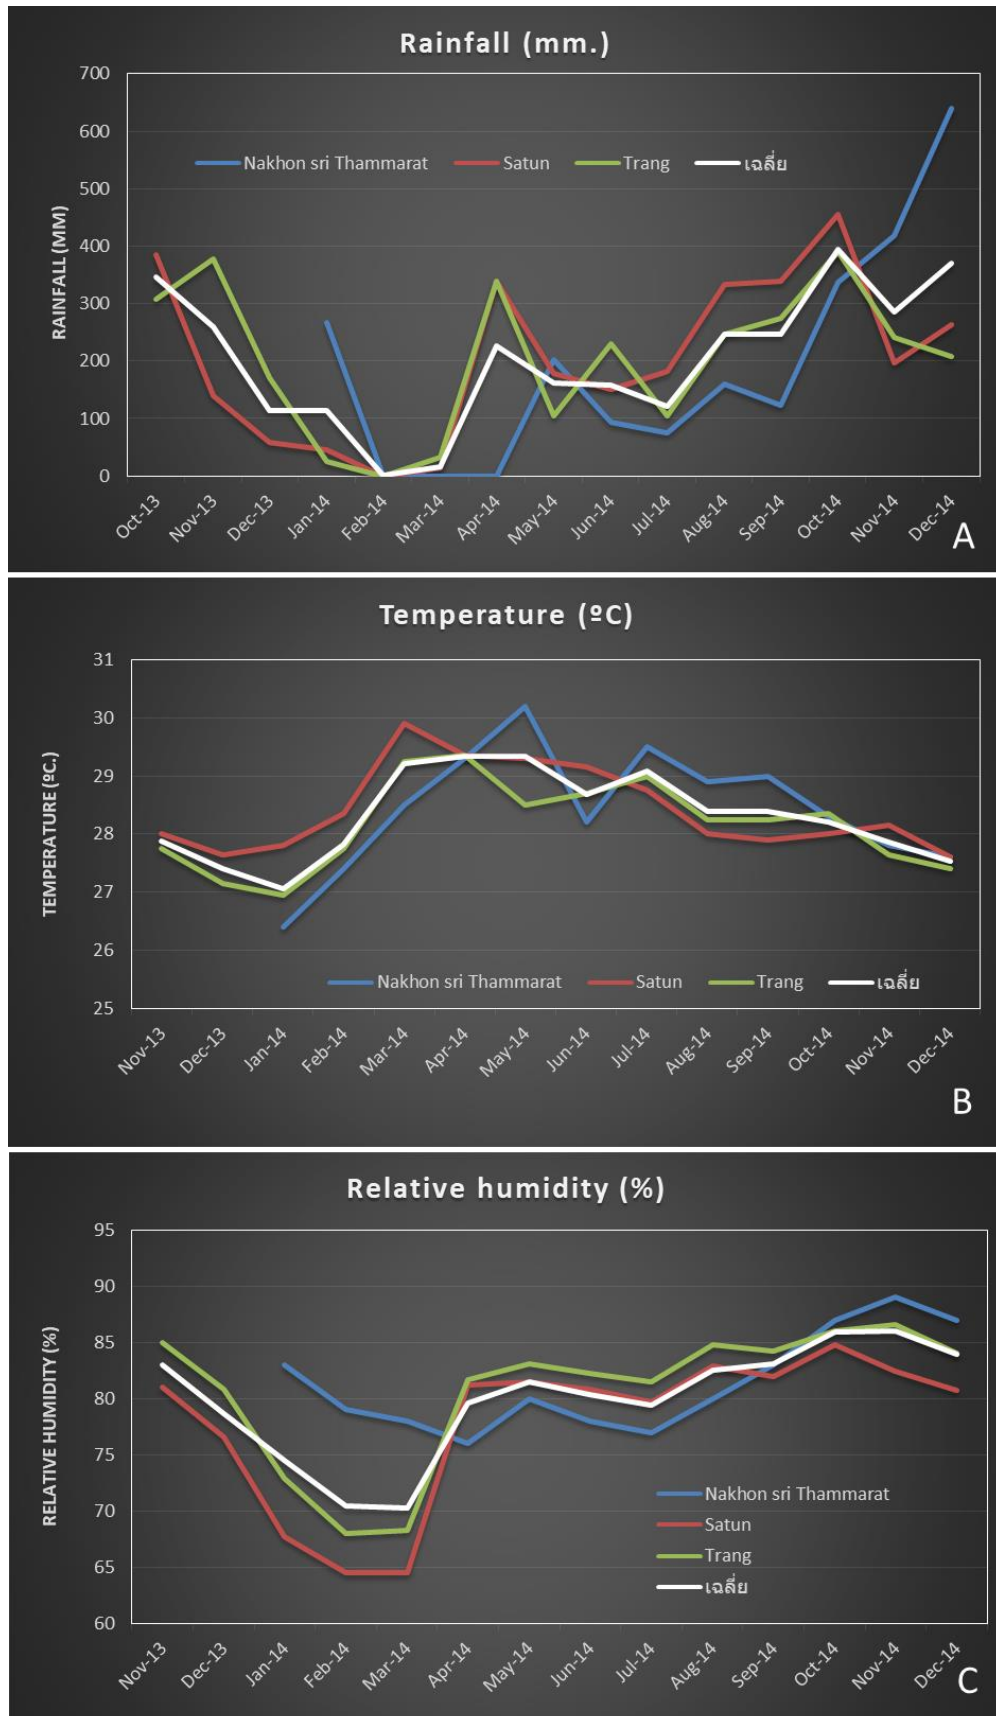 Rainfall (mm.)
700
600
500
400
300
200
100
0
RAINFALL (MM)
Nakhon sri Thammarat Satun Trang เฉลี่ย
Oct-13 Nov-13 Dec-13 Jan-14 Feb-14 Mar-14 Apr-14 May-14 Jun-14 Jul-14 Aug-14 Sep-14 Oct-14 Nov-14 Dec-14
A
Temperature (ºC)
31
30
29
28
27
26
25
TEMPERATURE (ºC.)
Nakhon sri Thammarat Satun Trang เฉลี่ย
Nov-13 Dec-13 Jan-14 Feb-14 Mar-14 Apr-14 May-14 Jun-14 Jul-14 Aug-14 Sep-14 Oct-14 Nov-14 Dec-14
B
Relative humidity (%)
95
90
85
80
75
70
65
60
RELATIVE HUMIDITY (%)
Nakhon sri Thammarat
Satun
Trang
เฉลี่ย
Nov-13 Dec-13 Jan-14 Feb-14 Mar-14 Apr-14 May-14 Jun-14 Jul-14 Aug-14 Sep-14 Oct-14 Nov-14 Dec-14
C